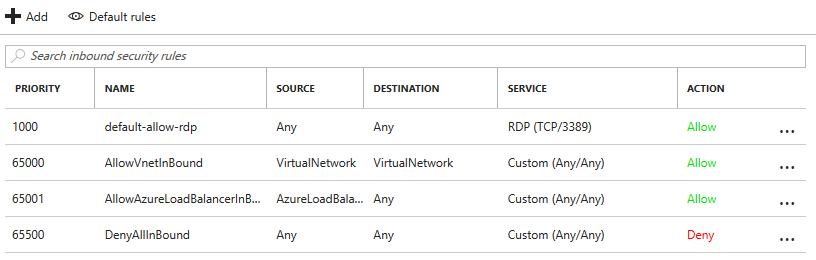 Add Default rules
Search inbound security rules
PRIORITY NAME SOURCE DESTINATION SERVICE ACTION
1000 default-allow-rdp Any Any RDP (TCP/3389) Allow ...
65000 AllowVnetInBound VirtualNetwork VirtualNetwork Custom (Any/Any) Allow ...
65001 AllowAzureLoadBalancerInB... AzureLoadBala... Any Custom (Any/Any) Allow ...
65500 DenyAllInBound Any Any Custom (Any/Any) Deny ...